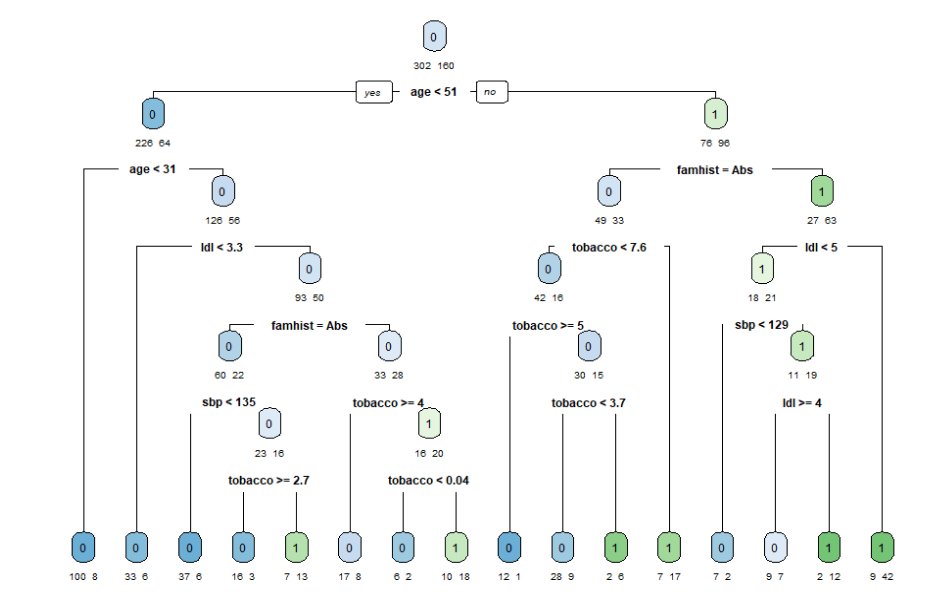 0
302 160
yes age < 51 no
0 1
226 64 76 96
age < 31 famhist = Abs
0 0 1
126 56 49 33 27 63
ldl < 3.3 tobacco < 7.6 ldl < 5
0 0 1
93 50 42 16 18 21
famhist = Abs tobacco >= 5 sbp < 129
0 0 0 1
60 22 33 28 30 15 11 19
sbp < 135 tobacco >= 4 tobacco < 3.7 ldl >= 4
0 1
23 16 16 20
tobacco >= 2.7 tobacco < 0.04
0 0 0 0 1 0 0 1 0 0 1 1 0 0 1 1
100 8 33 6 37 6 16 3 7 13 17 8 6 2 10 18 12 1 28 9 2 6 7 17 7 2 9 7 2 12 9 42